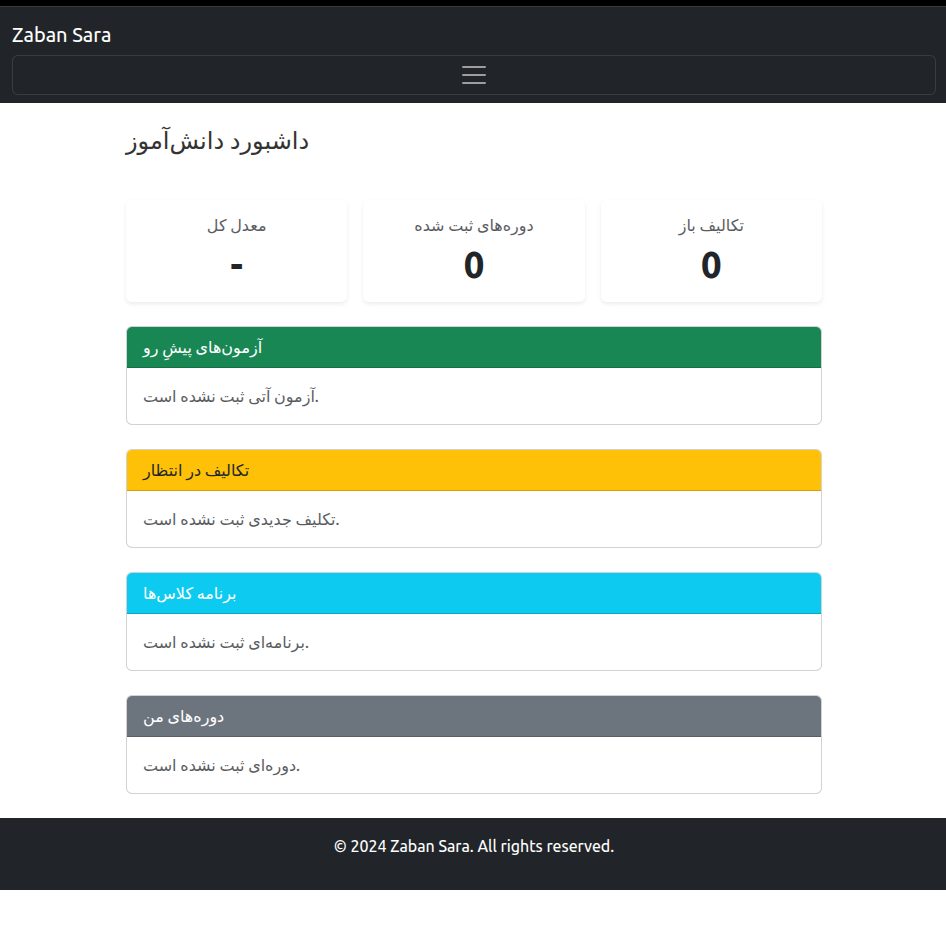 Zaban Sara
داشبورد دانش‌آموز
معدل کل
-
دوره‌های ثبت شده
0
تکالیف باز
0
آزمون‌های پیشِ رو
آزمون آتی ثبت نشده است.
تکالیف در انتظار
تکلیف جدیدی ثبت نشده است.
برنامه کلاس‌ها
برنامه‌ای ثبت نشده است.
دوره‌های من
دوره‌ای ثبت نشده است.
© 2024 Zaban Sara. All rights reserved.